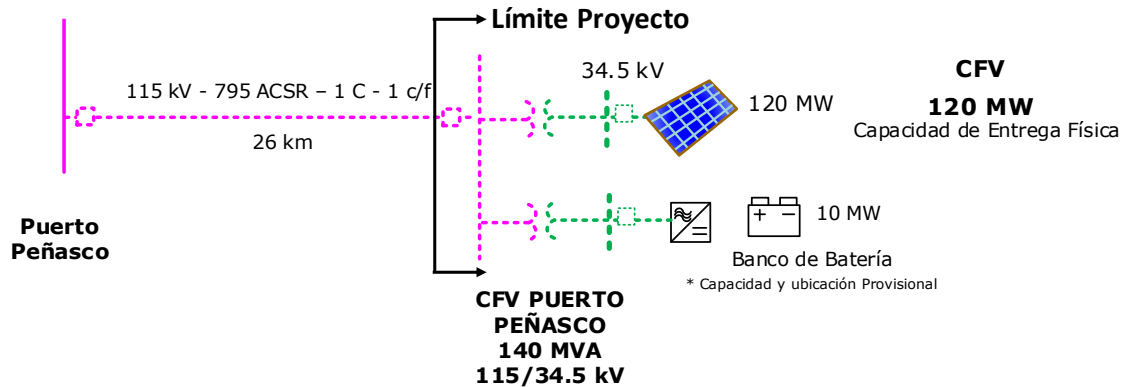 Límite Proyecto
34.5 kV
CFV
115 kV - 795 ACSR – 1 C - 1 c/f
120 MW
120 MW
Capacidad de Entrega Física
26 km
Puerto
Peñasco
+ −
10 MW
Banco de Batería
* Capacidad y ubicación Provisional
CFV PUERTO
PEÑASCO
140 MVA
115/34.5 kV